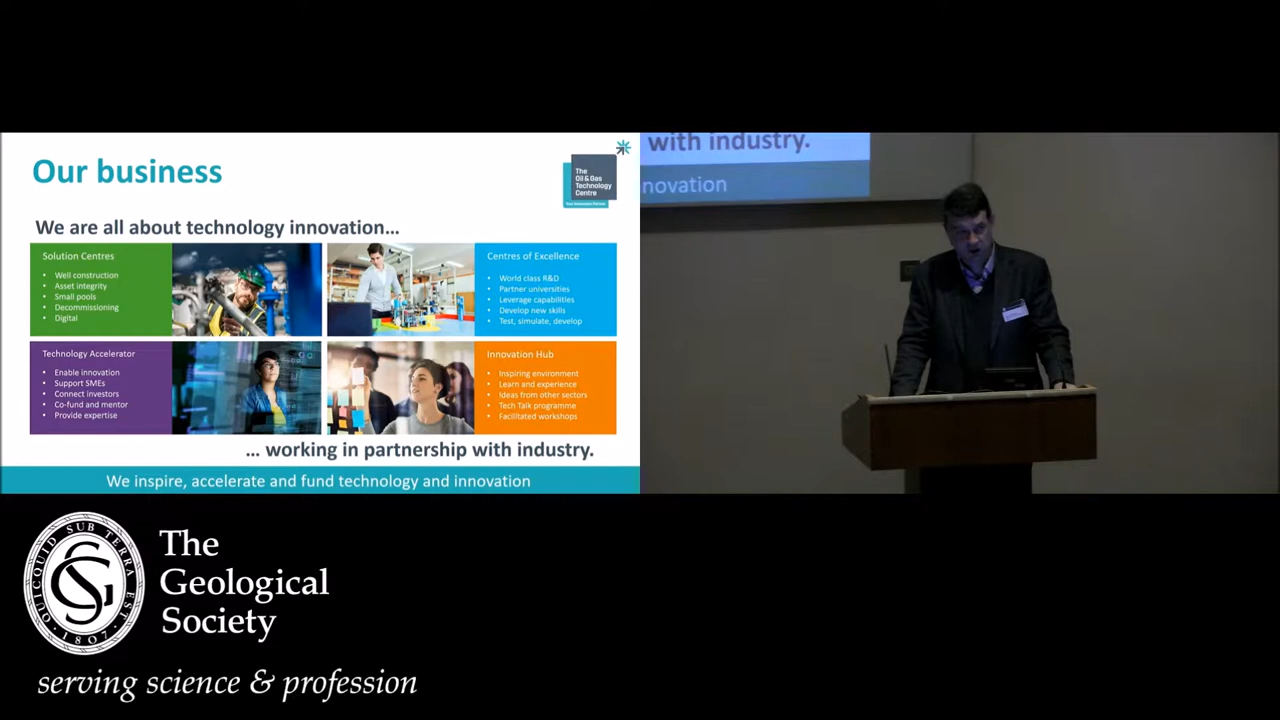 Our business
The
Oil & Gas
Technology
Centre
Your Innovation Partner
We are all about technology innovation...
Solution Centres
• Well construction
• Asset integrity
• Small pools
• Decommissioning
• Digital
Centres of Excellence
• World class R&D
• Partner universities
• Leverage capabilities
• Develop new skills
• Test, simulate, develop
Technology Accelerator
• Enable innovation
• Support SMEs
• Connect investors
• Co-fund and mentor
• Provide expertise
Innovation Hub
• Inspiring environment
• Learn and experience
• Ideas from other sectors
• Tech Talk programme
• Facilitated workshops
... working in partnership with industry.
We inspire, accelerate and fund technology and innovation
with industry.
nnovation
QUICQUID SUB TERRA EST
1807
GS
The
Geological
Society
serving science & profession